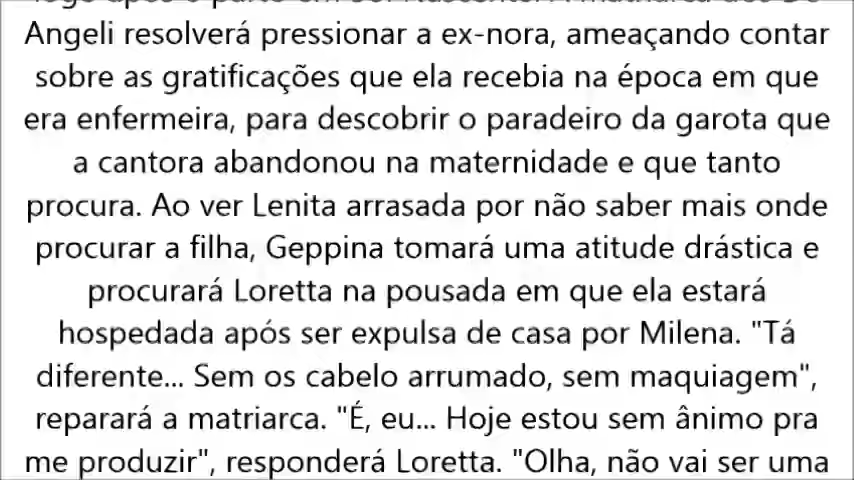 Angeli resolverá pressionar a ex-nora, ameaçando contar
sobre as gratificações que ela recebia na época em que
era enfermeira, para descobrir o paradeiro da garota que
a cantora abandonou na maternidade e que tanto
procura. Ao ver Lenita arrasada por não saber mais onde
procurar a filha, Geppina tomará uma atitude drástica e
procurará Loretta na pousada em que ela estará
hospedada após ser expulsa de casa por Milena. "Tá
diferente... Sem os cabelo arrumado, sem maquiagem",
reparará a matriarca. "É, eu... Hoje estou sem ânimo pra
me produzir", responderá Loretta. "Olha, não vai ser uma